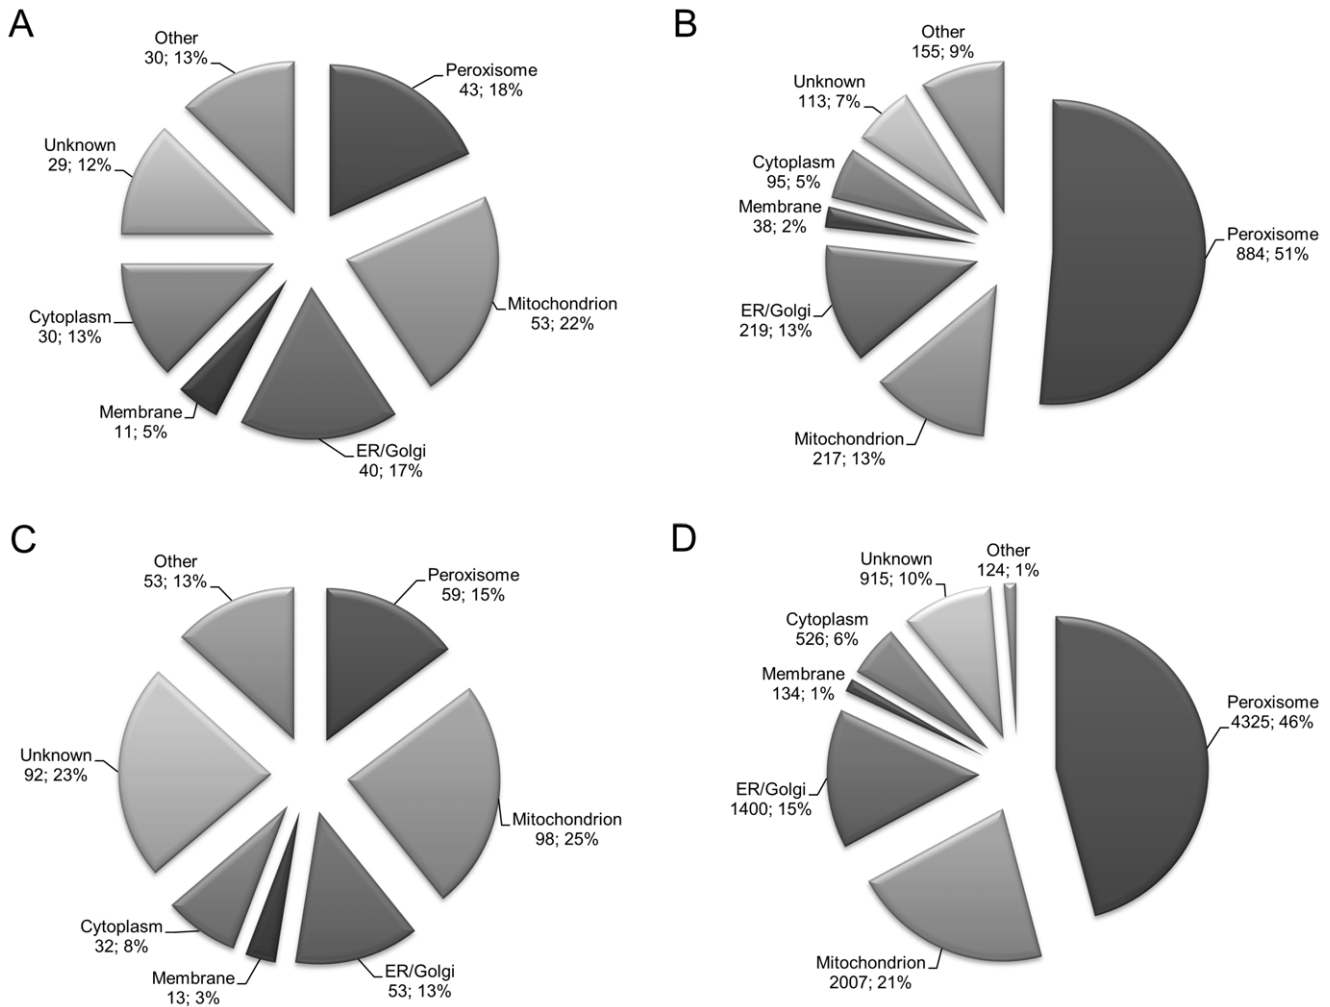 A
Other
30; 13%
Peroxisome
43; 18%
Unknown
29; 12%
Mitochondrion
53; 22%
Cytoplasm
30; 13%
Membrane
11; 5%
ER/Golgi
40; 17%
B
Other
155; 9%
Unknown
113; 7%
Cytoplasm
95; 5%
Membrane
38; 2%
Peroxisome
884; 51%
ER/Golgi
219; 13%
Mitochondrion
217; 13%
C
Other
53; 13%
Peroxisome
59; 15%
Unknown
92; 23%
Mitochondrion
98; 25%
Cytoplasm
32; 8%
Membrane
13; 3%
ER/Golgi
53; 13%
D
Other
124; 1%
Unknown
915; 10%
Cytoplasm
526; 6%
Membrane
134; 1%
Peroxisome
4325; 46%
ER/Golgi
1400; 15%
Mitochondrion
2007; 21%